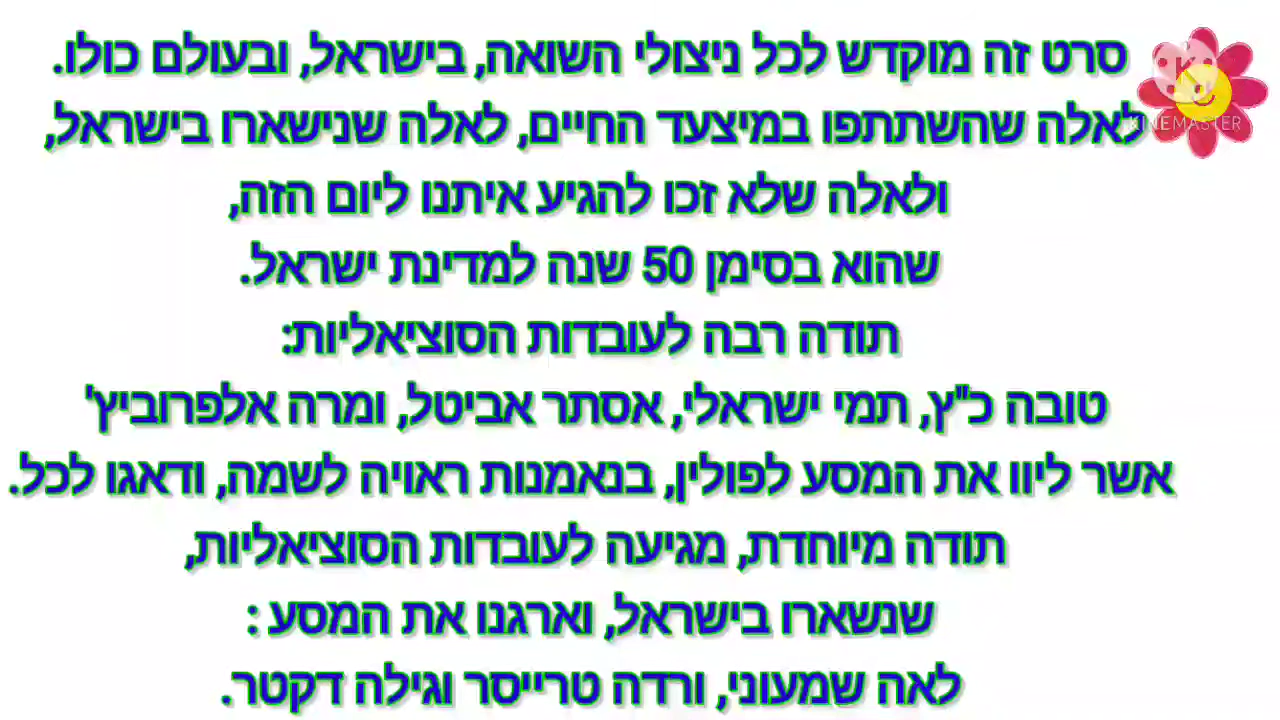 סרט זה מוקדש לכל ניצולי השואה, בישראל, ובעולם כולו.
לאלה שהשתתפו במיצעד החיים, לאלה שנישארו בישראל,
ולאלה שלא זכו להגיע איתנו ליום הזה,
שהוא בסימן 50 שנה למדינת ישראל.
תודה רבה לעובדות הסוציאליות:
טובה כ"ץ, תמי ישראלי, אסתר אביטל, ומרה אלפרוביץ'
אשר ליוו את המסע לפולין, בנאמנות ראויה לשמה, ודאגו לכל.
תודה מיוחדת, מגיעה לעובדות הסוציאליות,
שנשארו בישראל, וארגנו את המסע :
לאה שמעוני, ורדה טרייסר וגילה דקטר.
KINEMASTER